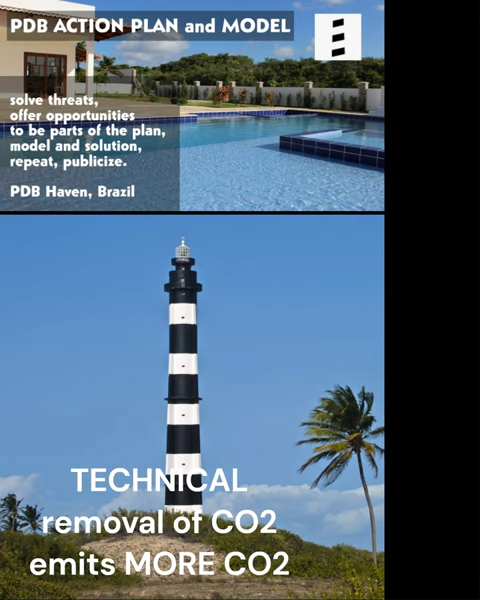 PDB ACTION PLAN and MODEL
solve threats,
offer opportunities
to be parts of the plan,
model and solution,
repeat, publicize.
PDB Haven, Brazil
TECHNICAL
removal of CO2
emits MORE CO2